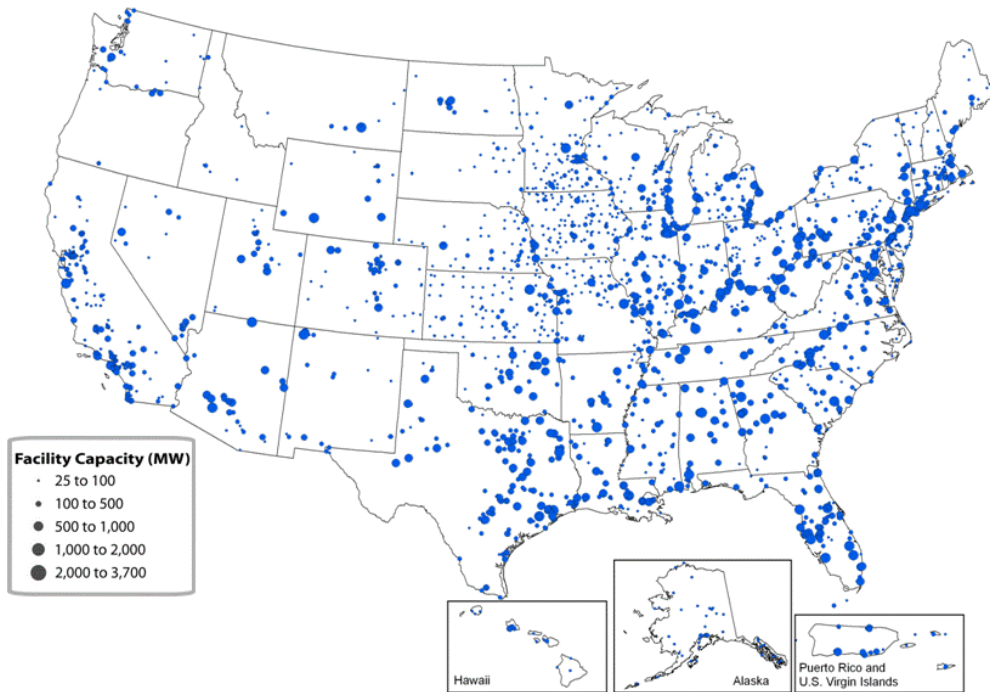 Facility Capacity (MW)
25 to 100
100 to 500
500 to 1,000
1,000 to 2,000
2,000 to 3,700
Hawaii
Alaska
Puerto Rico and
U.S. Virgin Islands